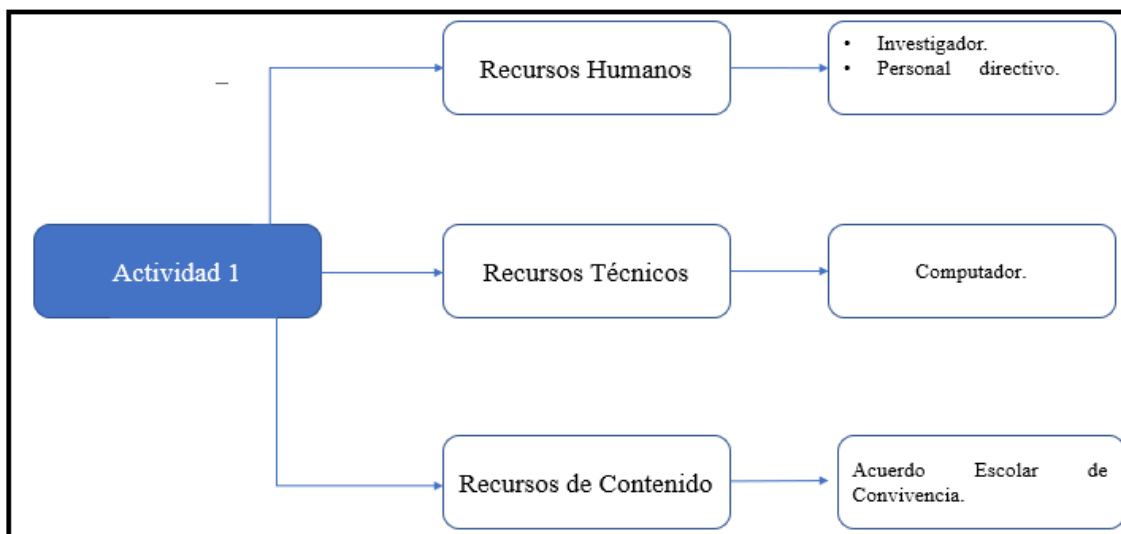 Recursos Humanos
• Investigador.
• Personal directivo.
Actividad 1
Recursos Técnicos
Computador.
Recursos de Contenido
Acuerdo Escolar de
Convivencia.